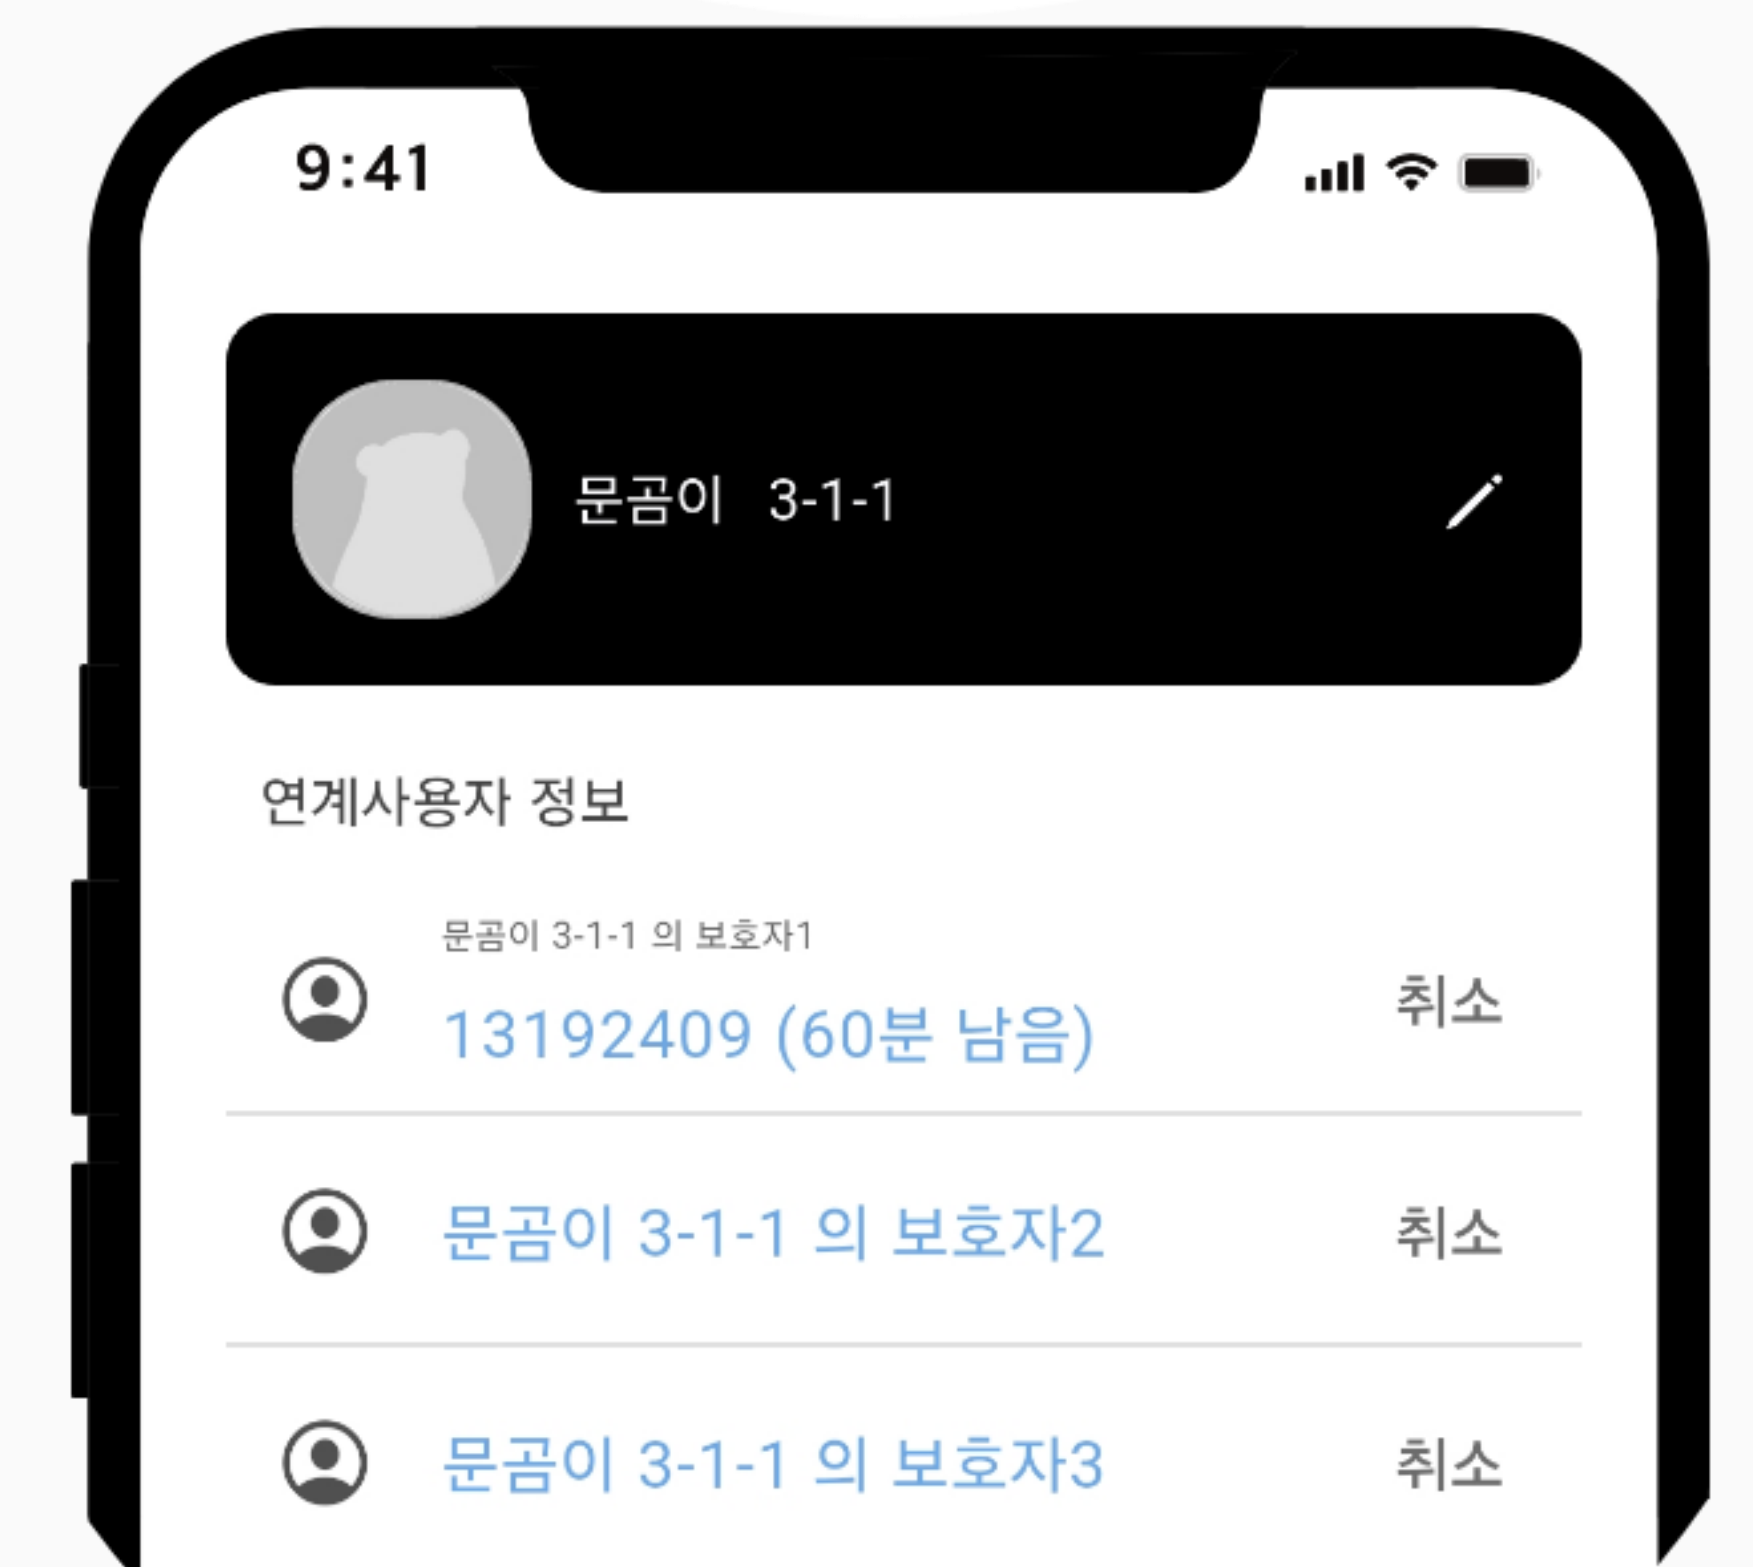 9:41
문곰이 3-1-1
연계사용자 정보
문곰이 3-1-1 의 보호자1
13192409 (60분 남음)
취소
문곰이 3-1-1 의 보호자2
취소
문곰이 3-1-1 의 보호자3
취소